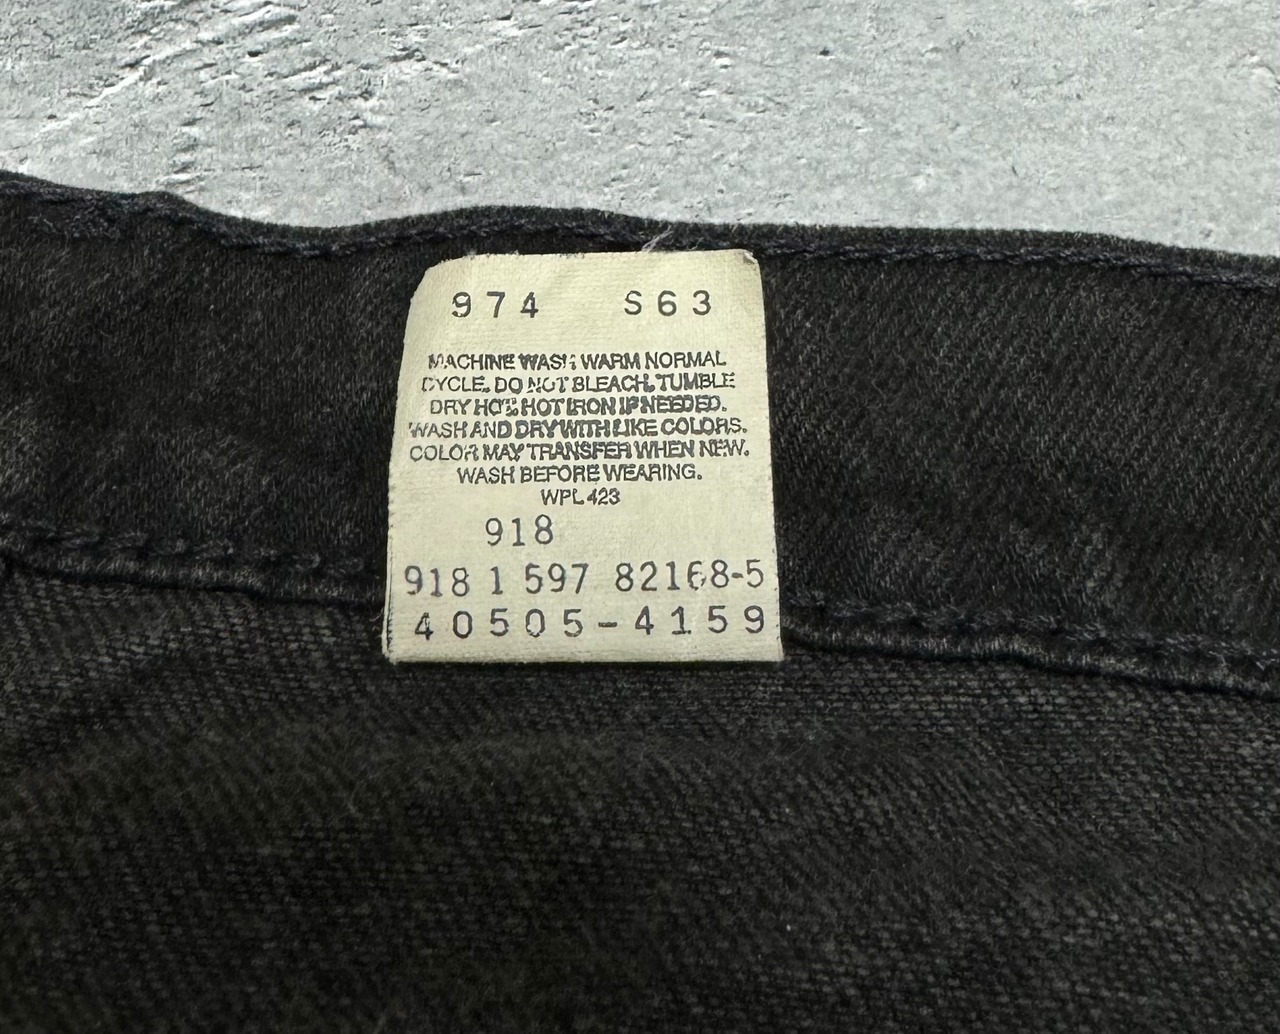 974 S63
MACHINE WASH WARM NORMAL
CYCLE. DO NOT BLEACH. TUMBLE
DRY HOT. HOT IRON IF NEEDED.
WASH AND DRY WITH LIKE COLORS.
COLOR MAY TRANSFER WHEN NEW.
WASH BEFORE WEARING.
WPL 423
918
918 1 597 82168-5
40505-4159